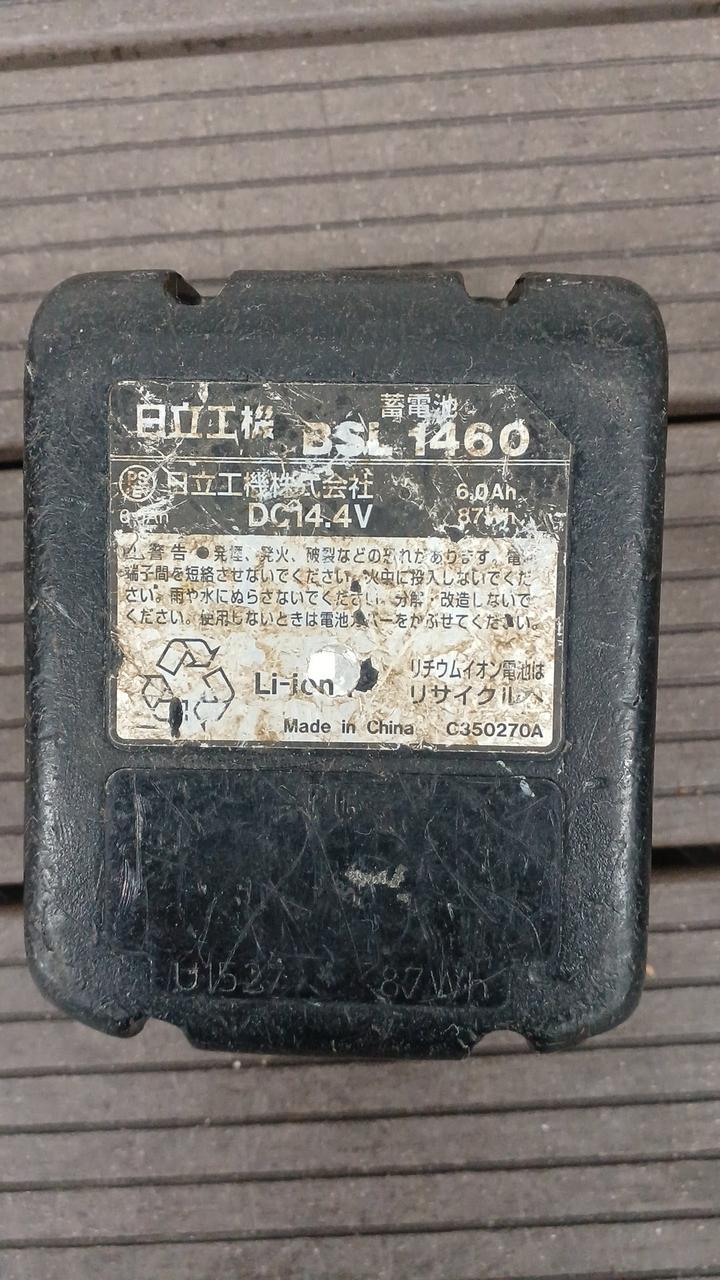 蓄電池
日立工機 BSL 1460
PS E 日立工機株式会社 6.0Ah
DC14.4V 87Wh
警告 ●発煙、発火、破裂などの恐れがあります。電池
端子間を短絡させないでください。火中に投入しないでくだ
さい。雨や水にぬらさないでください。分解・改造しないで
ください。使用しないときは電池カバーをかぶせてください。
Li-ion
リチウムイオン電池は
リサイクルへ
Made in China C350270A
U1527 87Wh